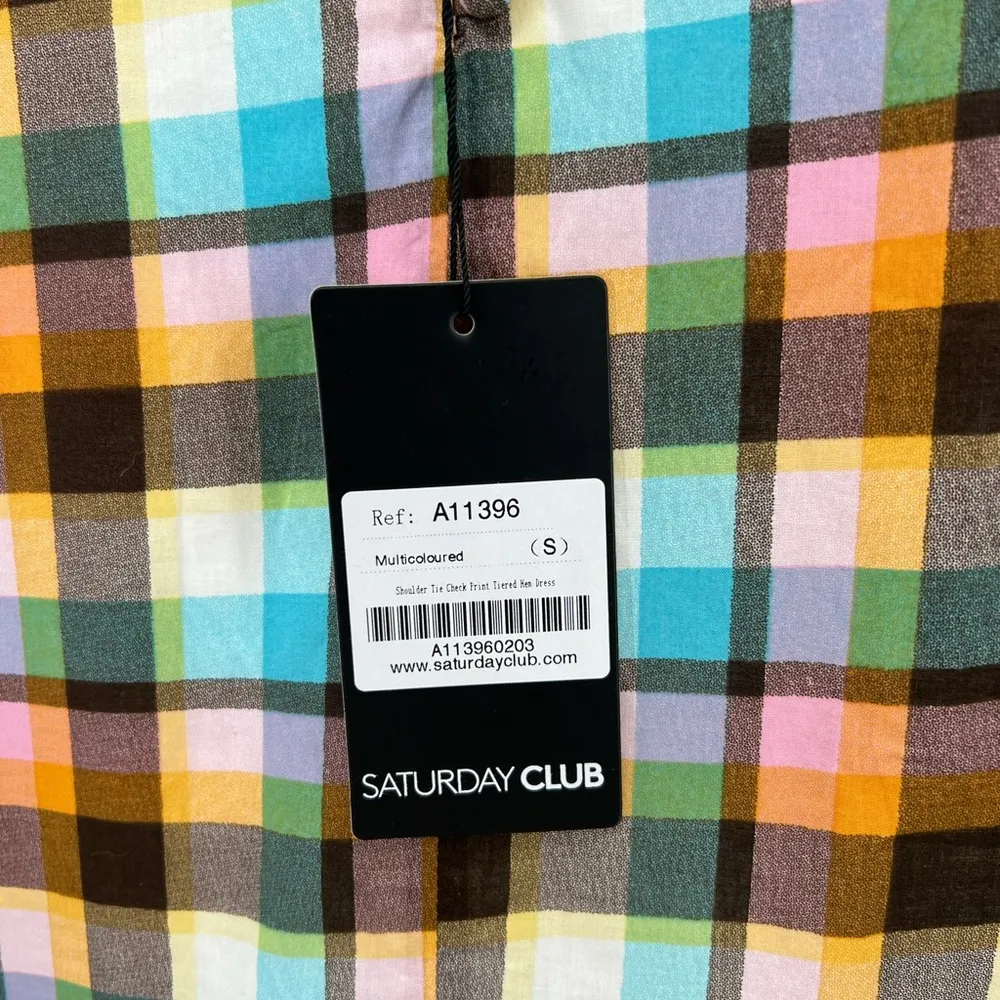 Ref: A11396
Multicoloured （S）
Shoulder Tie Check Print Tiered Hem Dress
A113960203
www.saturdayclub.com
SATURDAY CLUB